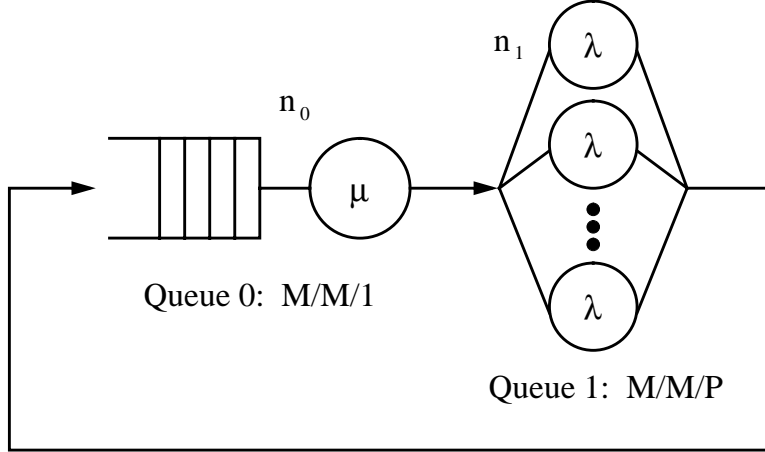 n₁
λ
n₀
λ
μ
Queue 0: M/M/1
λ
Queue 1: M/M/P